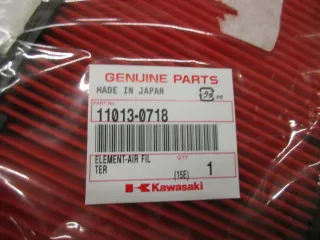 GENUINE PARTS
MADE IN JAPAN
PART No.
11013-0718
ELEMENT-AIR FIL
TER
QTY
(15E) 1
Kawasaki